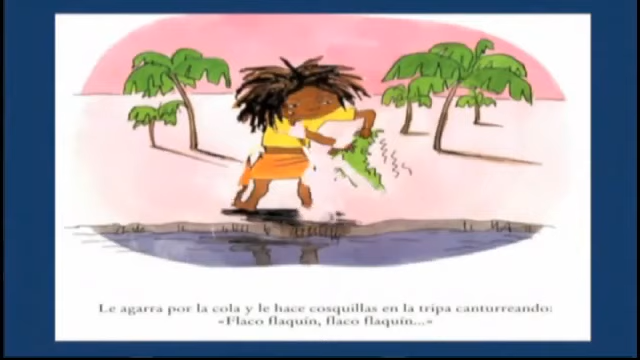 Le agarra por la cola y le hace cosquillas en la tripa canturreando:
«Flaco flaquín, flaco flaquín...»